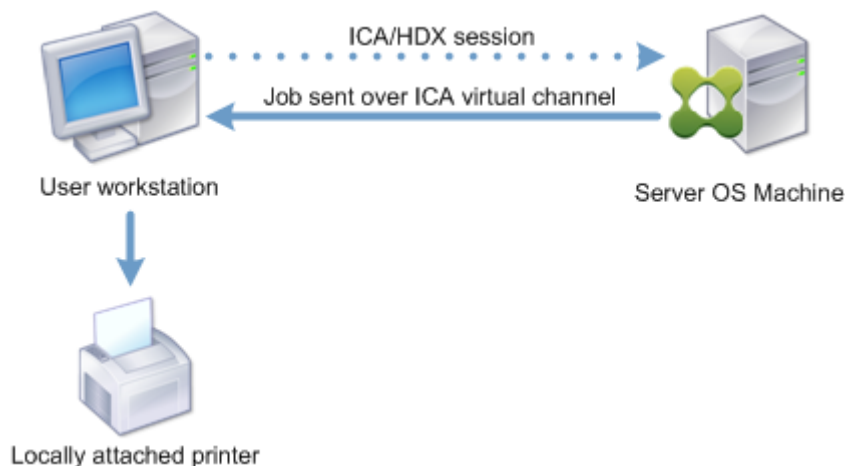 ICA/HDX session
Job sent over ICA virtual channel
User workstation
Server OS Machine
Locally attached printer